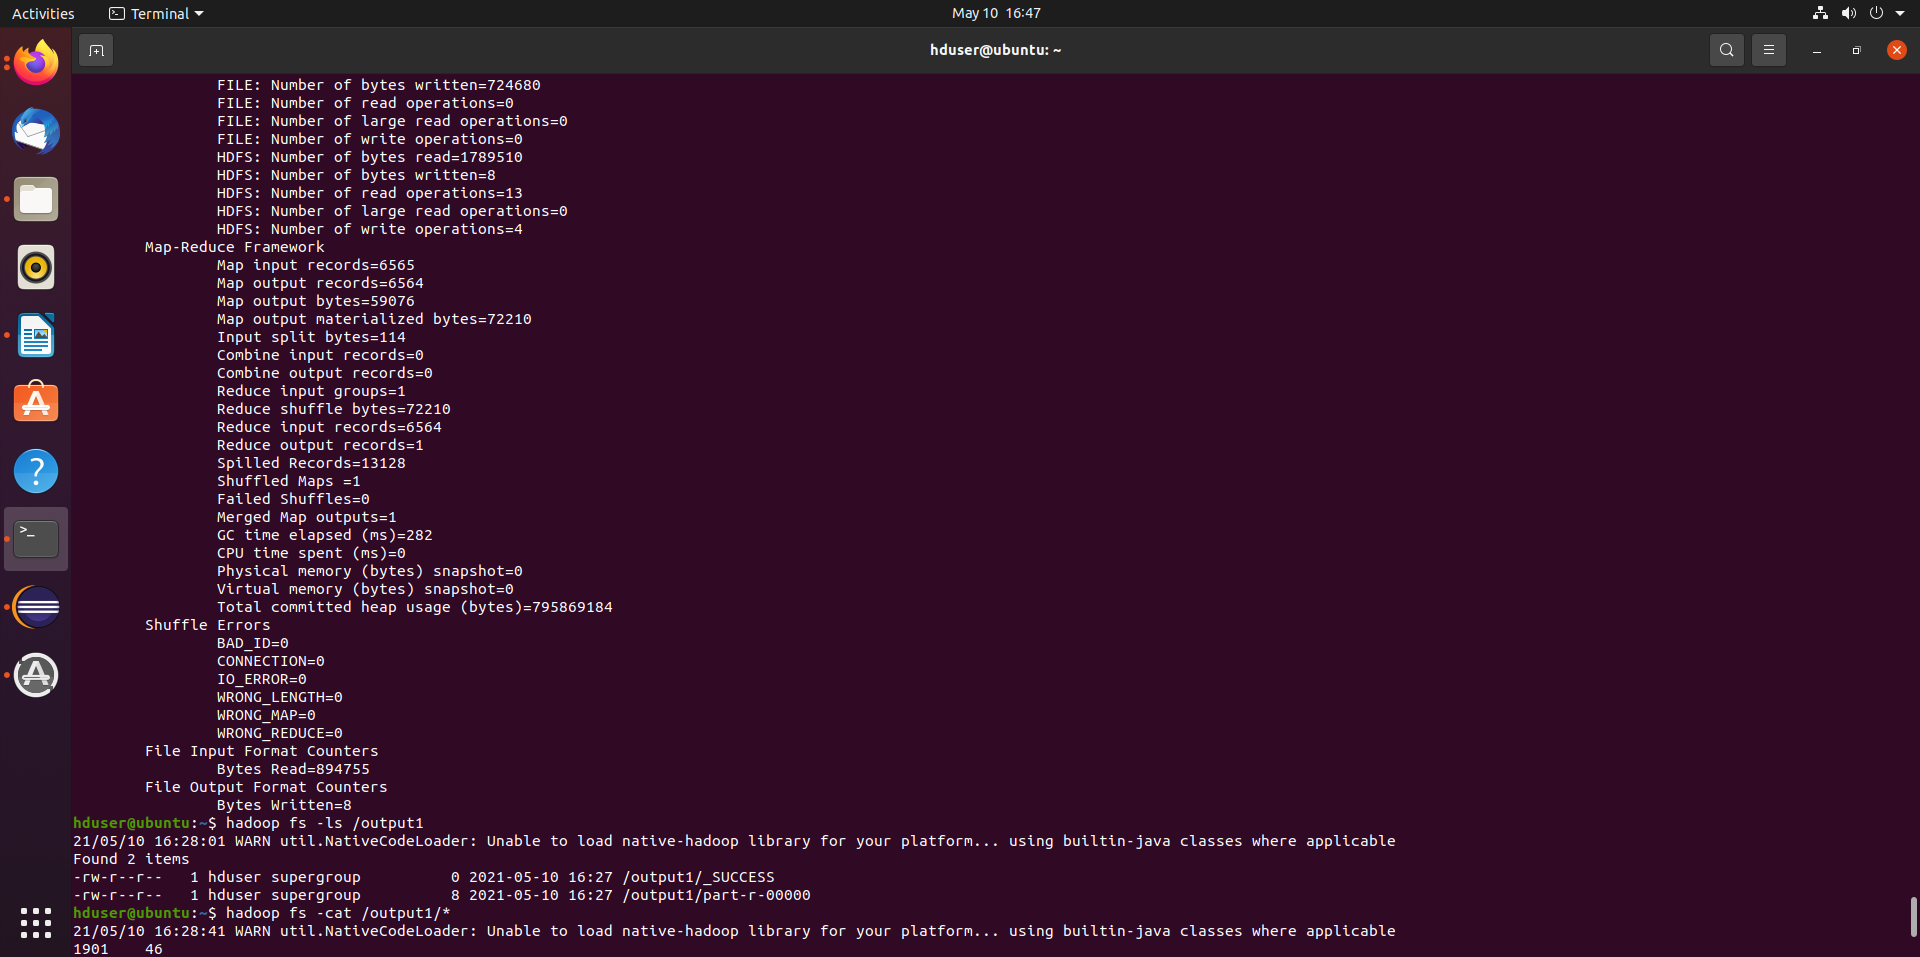 Activities Terminal May 10 16:47
hduser@ubuntu: ~
FILE: Number of bytes written=724680
FILE: Number of read operations=0
FILE: Number of large read operations=0
FILE: Number of write operations=0
HDFS: Number of bytes read=1789510
HDFS: Number of bytes written=8
HDFS: Number of read operations=13
HDFS: Number of large read operations=0
HDFS: Number of write operations=4
Map-Reduce Framework
Map input records=6565
Map output records=6564
Map output bytes=59076
Map output materialized bytes=72210
Input split bytes=114
Combine input records=0
Combine output records=0
Reduce input groups=1
Reduce shuffle bytes=72210
Reduce input records=6564
Reduce output records=1
Spilled Records=13128
Shuffled Maps =1
Failed Shuffles=0
Merged Map outputs=1
GC time elapsed (ms)=282
CPU time spent (ms)=0
Physical memory (bytes) snapshot=0
Virtual memory (bytes) snapshot=0
Total committed heap usage (bytes)=795869184
Shuffle Errors
BAD_ID=0
CONNECTION=0
IO_ERROR=0
WRONG_LENGTH=0
WRONG_MAP=0
WRONG_REDUCE=0
File Input Format Counters
Bytes Read=894755
File Output Format Counters
Bytes Written=8
hduser@ubuntu:~$ hadoop fs -ls /output1
21/05/10 16:28:01 WARN util.NativeCodeLoader: Unable to load native-hadoop library for your platform... using builtin-java classes where applicable
Found 2 items
-rw-r--r--   1 hduser supergroup          0 2021-05-10 16:27 /output1/_SUCCESS
-rw-r--r--   1 hduser supergroup          8 2021-05-10 16:27 /output1/part-r-00000
hduser@ubuntu:~$ hadoop fs -cat /output1/*
21/05/10 16:28:41 WARN util.NativeCodeLoader: Unable to load native-hadoop library for your platform... using builtin-java classes where applicable
1901    46